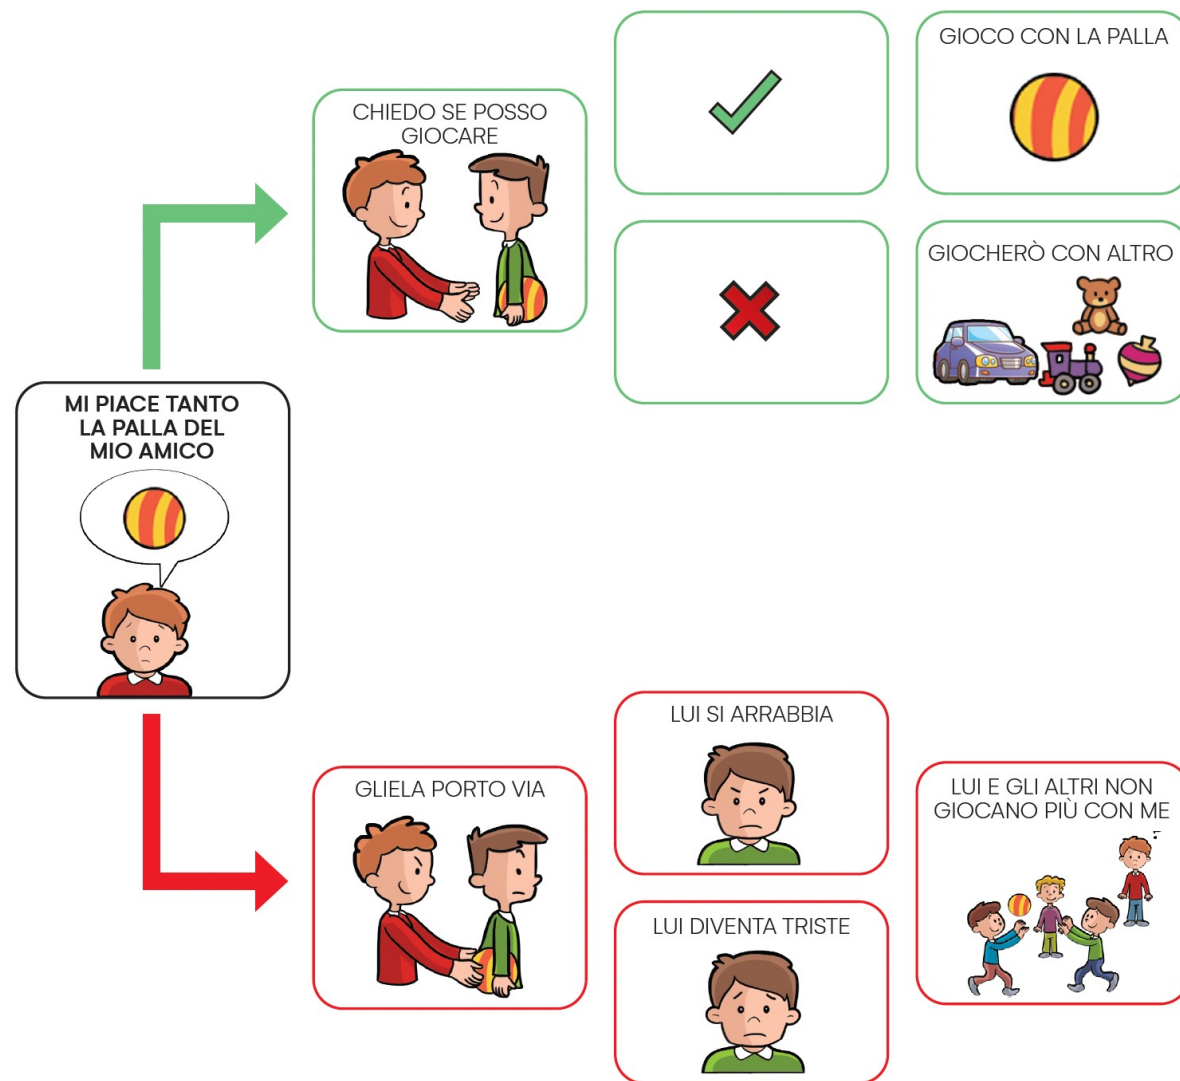 MI PIACE TANTO
LA PALLA DEL
MIO AMICO
CHIEDO SE POSSO
GIOCARE
GIOCO CON LA PALLA
GIOCHERÒ CON ALTRO
GLIELA PORTO VIA
LUI SI ARRABBIA
LUI DIVENTA TRISTE
LUI E GLI ALTRI NON
GIOCANO PIÙ CON ME